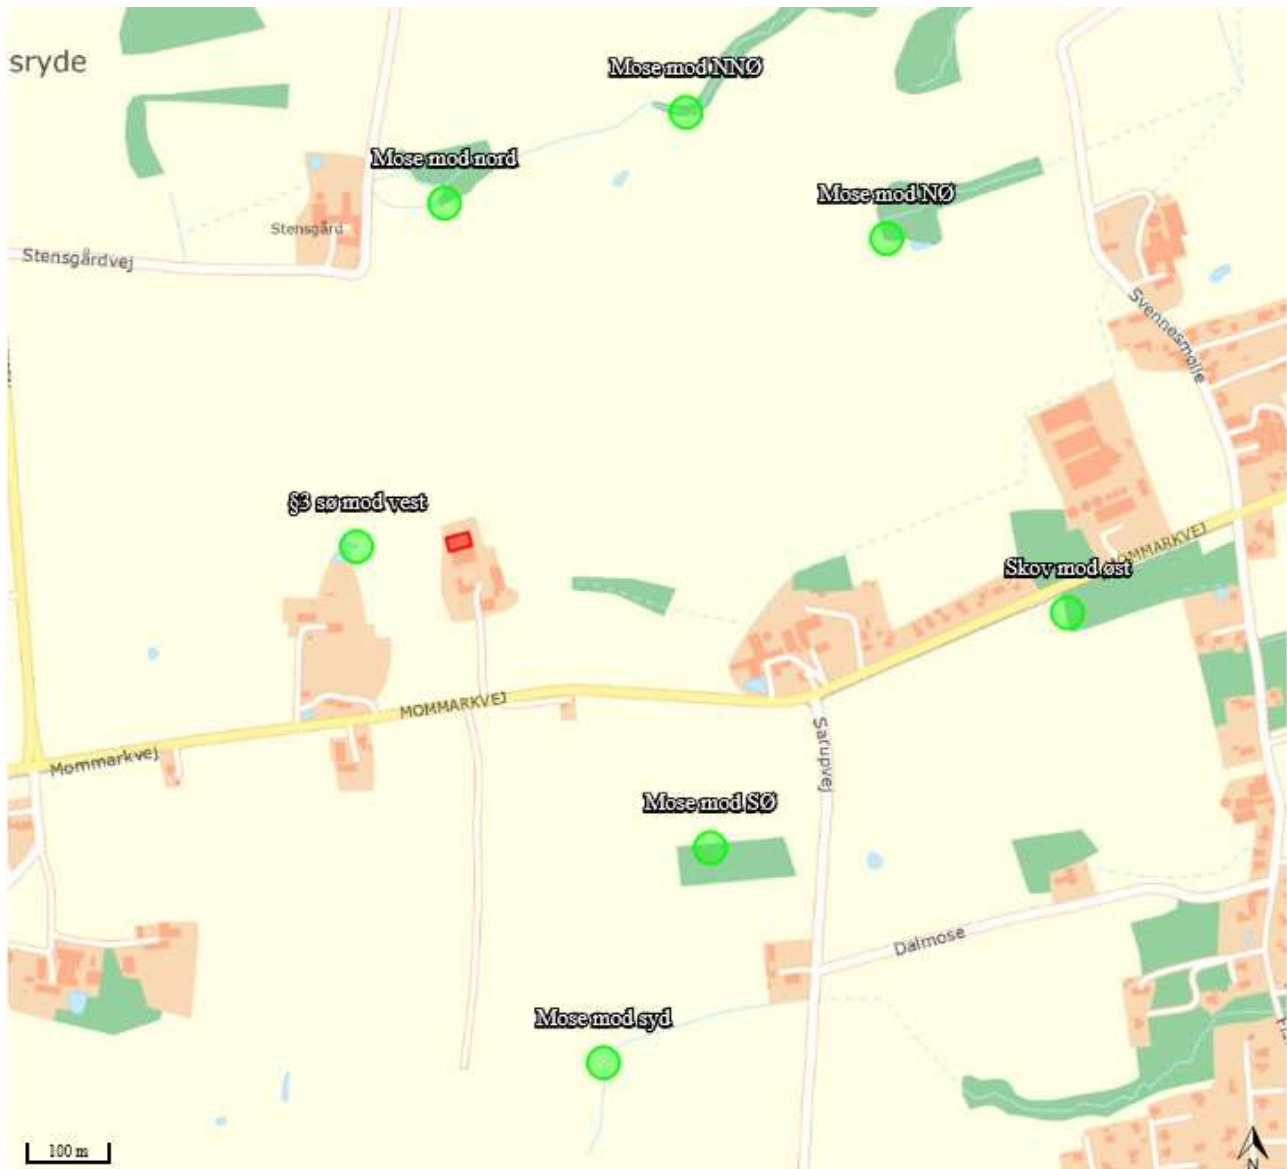 sryde
Mose mod NNØ
Mose mod nord
Mose mod NØ
Stensgård
Stensgårdvej
Svennesmølle
§3 sø mod vest
MOMMARKVEJ
Skov mod øst
MOMMARKVEJ
Mommarkvej
Sarupvej
Mose mod SØ
Dalmose
Mose mod syd
100 m
N